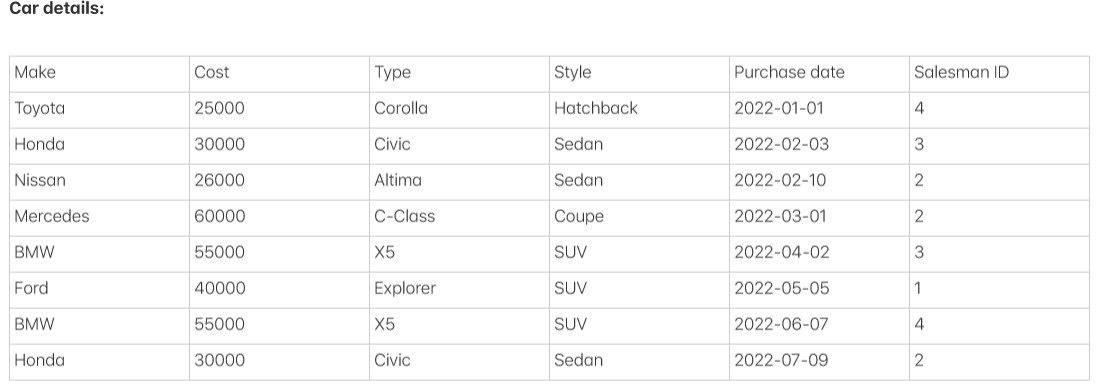 Car details:
Make Cost Type Style Purchase date Salesman ID
Toyota 25000 Corolla Hatchback 2022-01-01 4
Honda 30000 Civic Sedan 2022-02-03 3
Nissan 26000 Altima Sedan 2022-02-10 2
Mercedes 60000 C-Class Coupe 2022-03-01 2
BMW 55000 X5 SUV 2022-04-02 3
Ford 40000 Explorer SUV 2022-05-05 1
BMW 55000 X5 SUV 2022-06-07 4
Honda 30000 Civic Sedan 2022-07-09 2